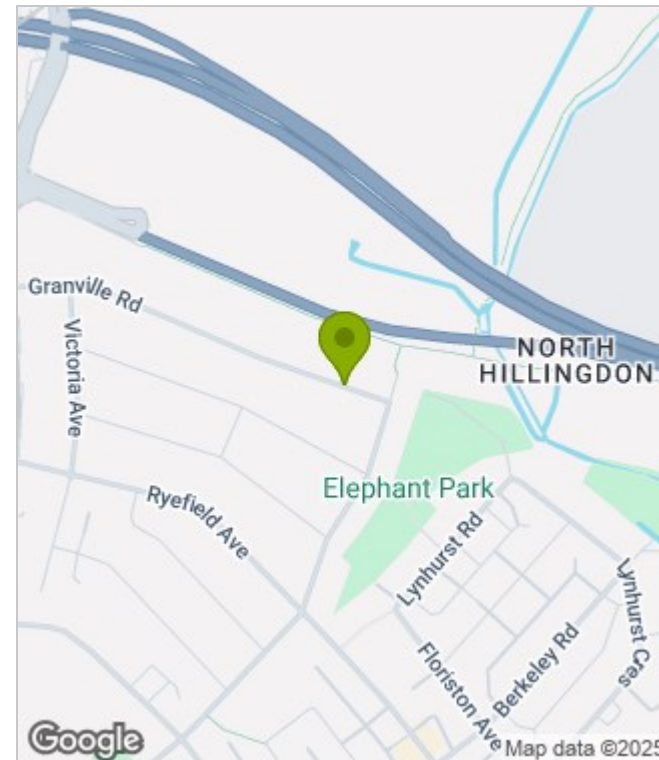 Granville Rd
Victoria Ave
NORTH
HILLINGDON
Elephant Park
Ryefield Ave
Lynhurst Rd
Lynhurst Cres
Berkeley Rd
Floriston Ave
Google
Map data ©2025